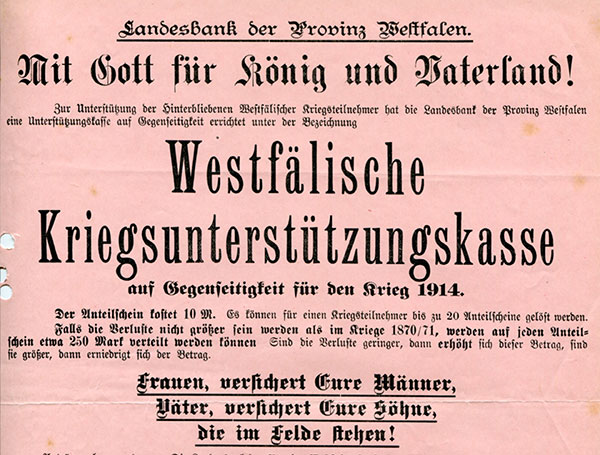 Landesbank der Provinz Westfalen.
Mit Gott für König und Vaterland!
Zur Unterstützung der Hinterbliebenen Westfälischer Kriegsteilnehmer hat die Landesbank der Provinz Westfalen
eine Unterstützungskasse auf Gegenseitigkeit errichtet unter der Bezeichnung
Westfälische
Kriegsunterstützungskasse
auf Gegenseitigkeit für den Krieg 1914.
Der Anteilschein kostet 10 M. Es können für einen Kriegsteilnehmer bis zu 20 Anteilscheine gelöst werden.
Falls die Verluste nicht größer sein werden als im Kriege 1870/71, werden auf jeden Anteil-
schein etwa 250 Mark verteilt werden können Sind die Verluste geringer, dann erhöht sich dieser Betrag, sind
sie größer, dann erniedrigt sich der Betrag.
Frauen, versichert Eure Männer,
Väter, versichert Eure Söhne,
die im Felde stehen!